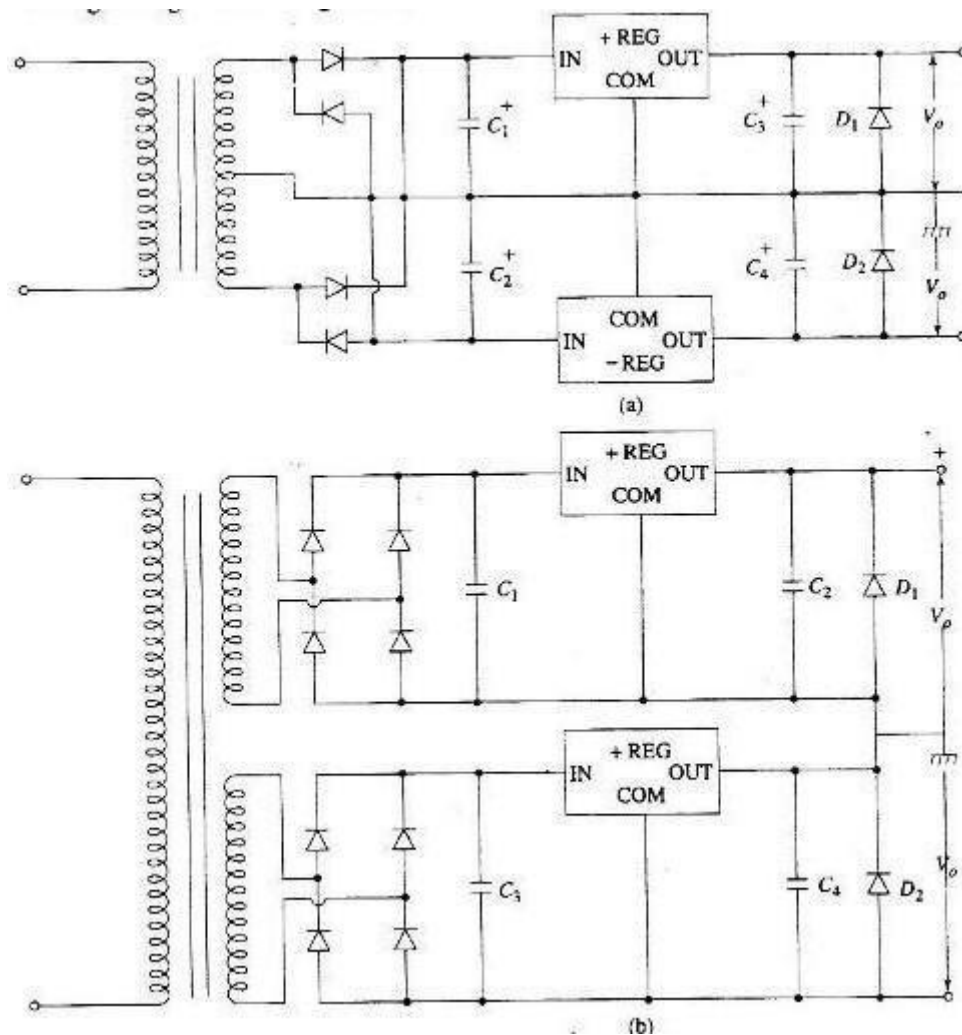 + REG
IN OUT
COM
+
C1
+
C3
D1
Vo
+
C2
+
C4
D2
Vo
COM
IN OUT
− REG
(a)
+ REG
IN OUT
COM
+
C1
C2
D1
Vo
+ REG
IN OUT
COM
C3
C4
D2
Vo
(b)